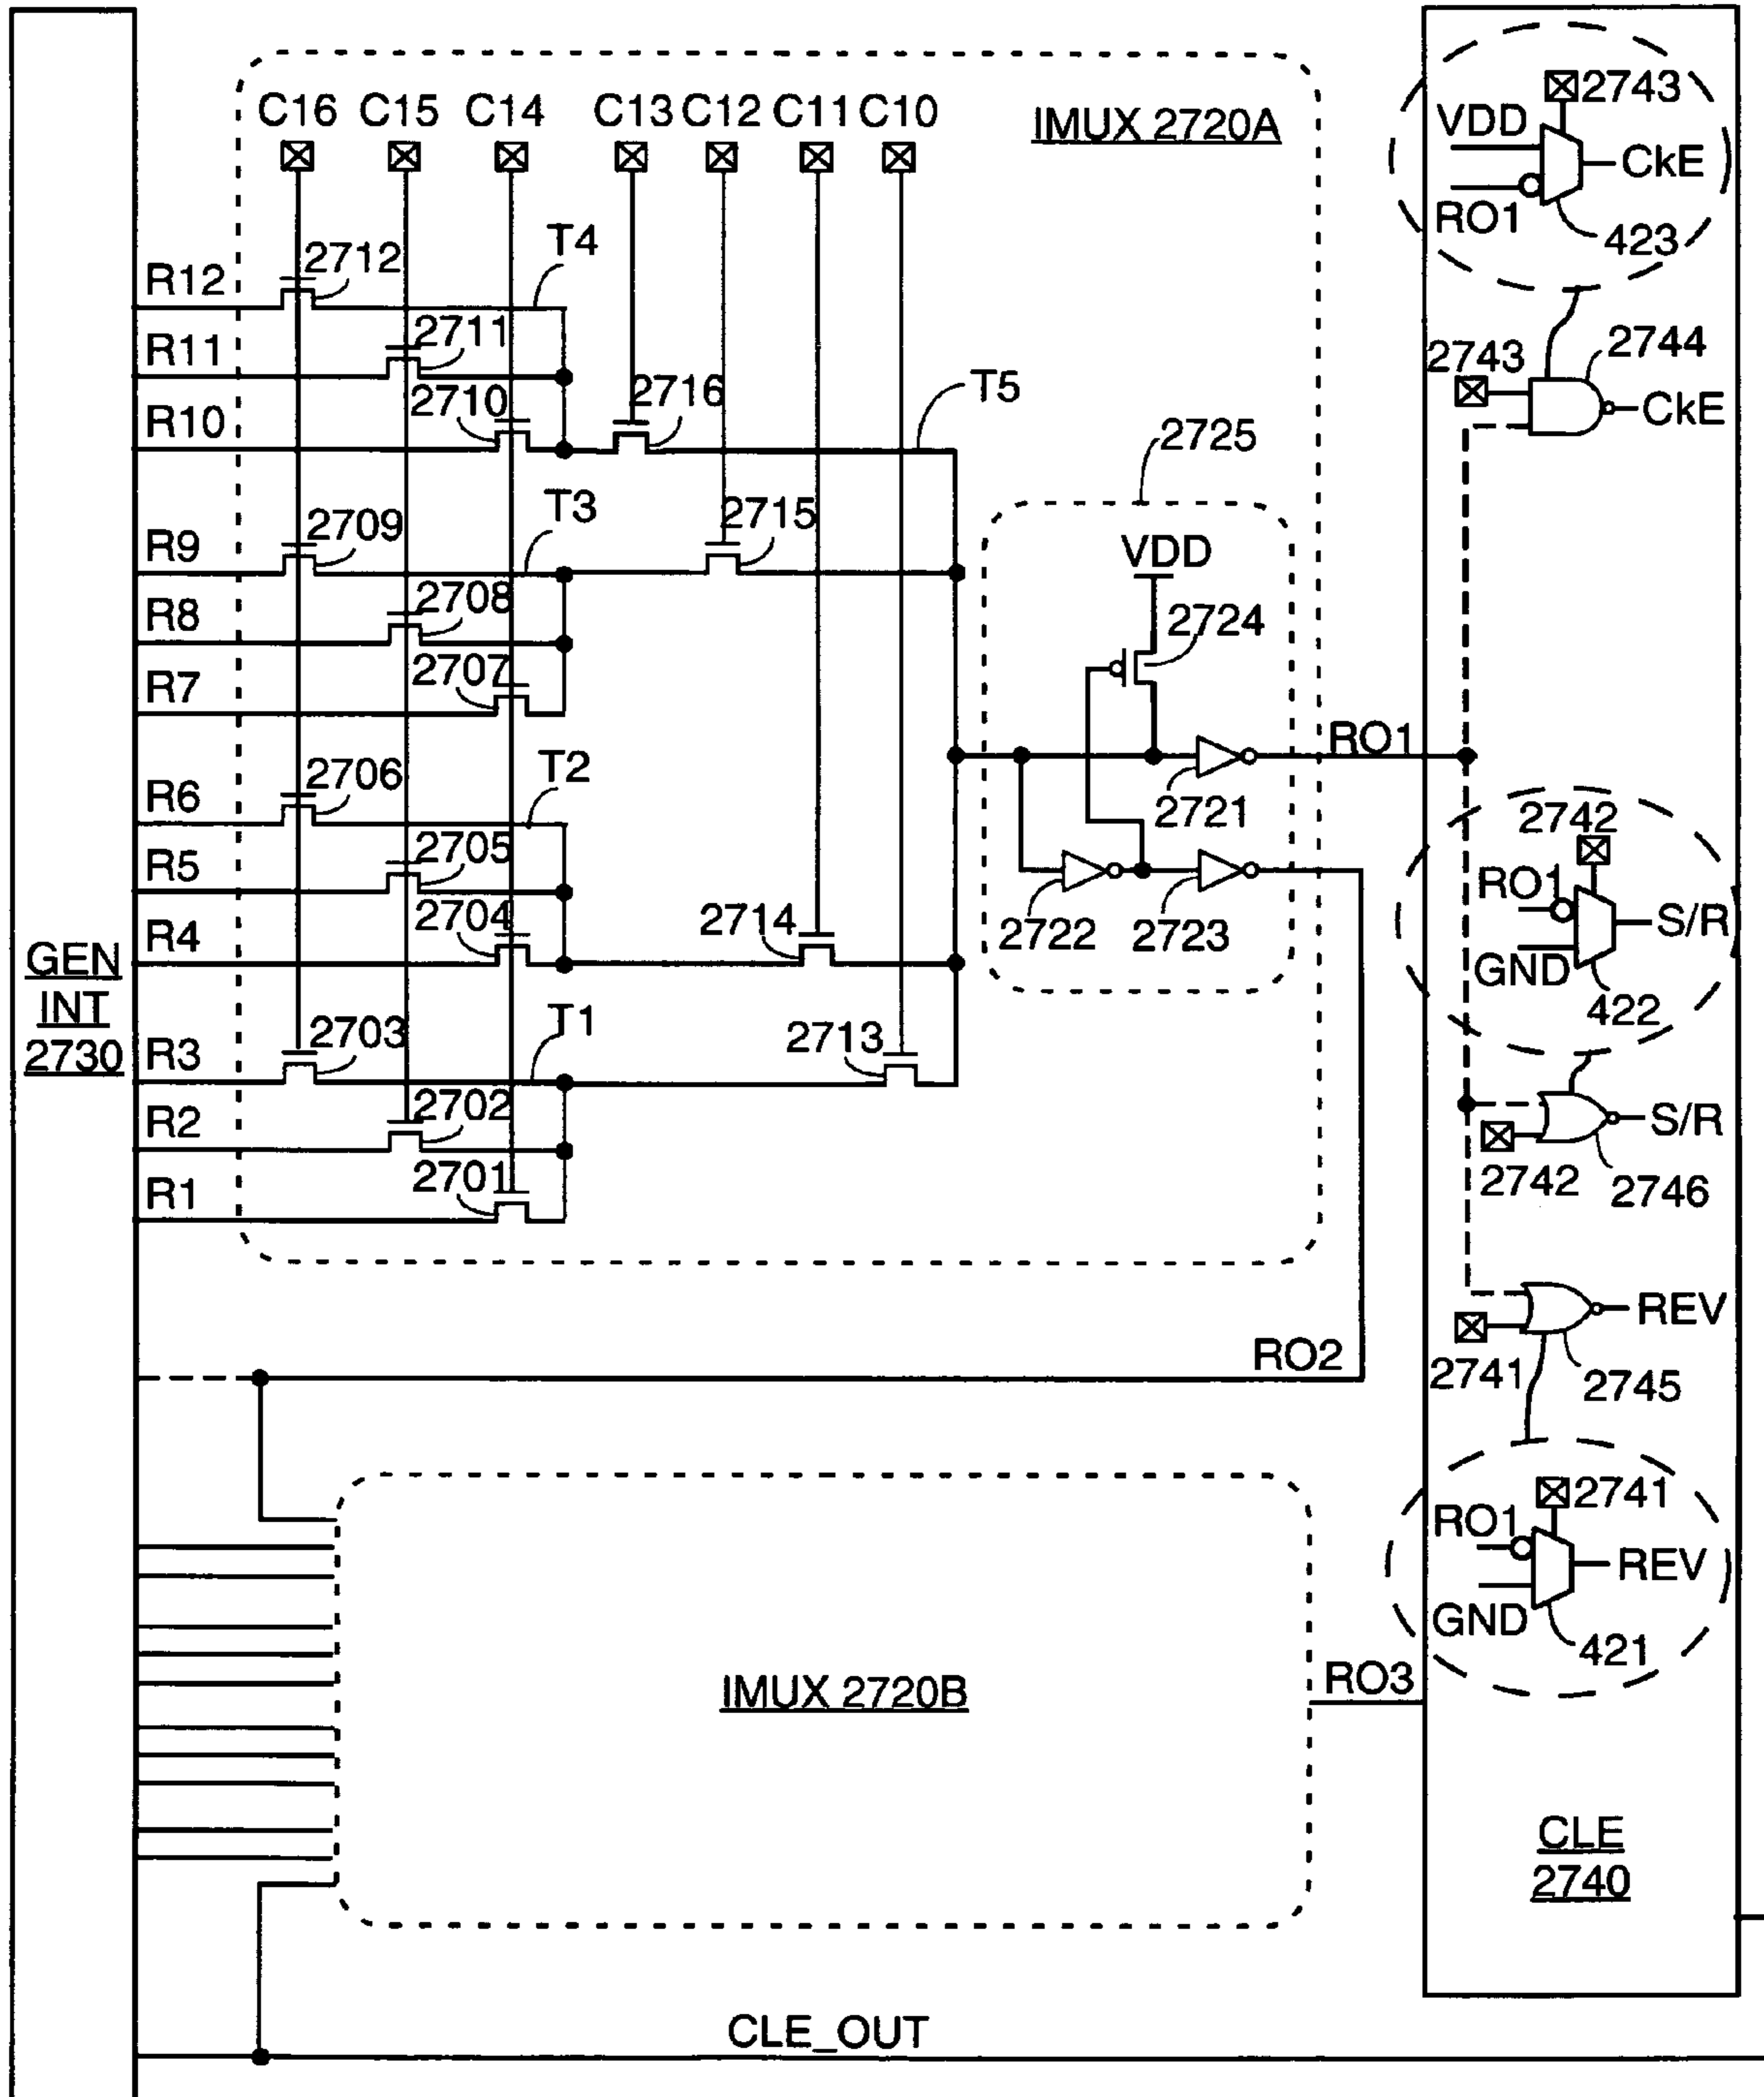 C16 C15 C14 C13 C12 C11 C10
IMUX 2720A
2743
VDD
CkE
RO1
423
R12
2712
T4
R11
2711
2743
2744
CkE
R10
2710
2716
T5
2725
R9
2709
T3
2715
VDD
R8
2708
2724
R7
2707
RO1
R6
2706
T2
2721
2742
R5
2705
RO1
S/R
R4
2704
2714
2722
2723
GND
422
GEN
INT
2730
R3
2703
T1
2713
R2
2702
S/R
R1
2701
2742
2746
REV
RO2
2741
2745
2741
RO1
REV
GND
421
IMUX 2720B
RO3
CLE
2740
CLE_OUT